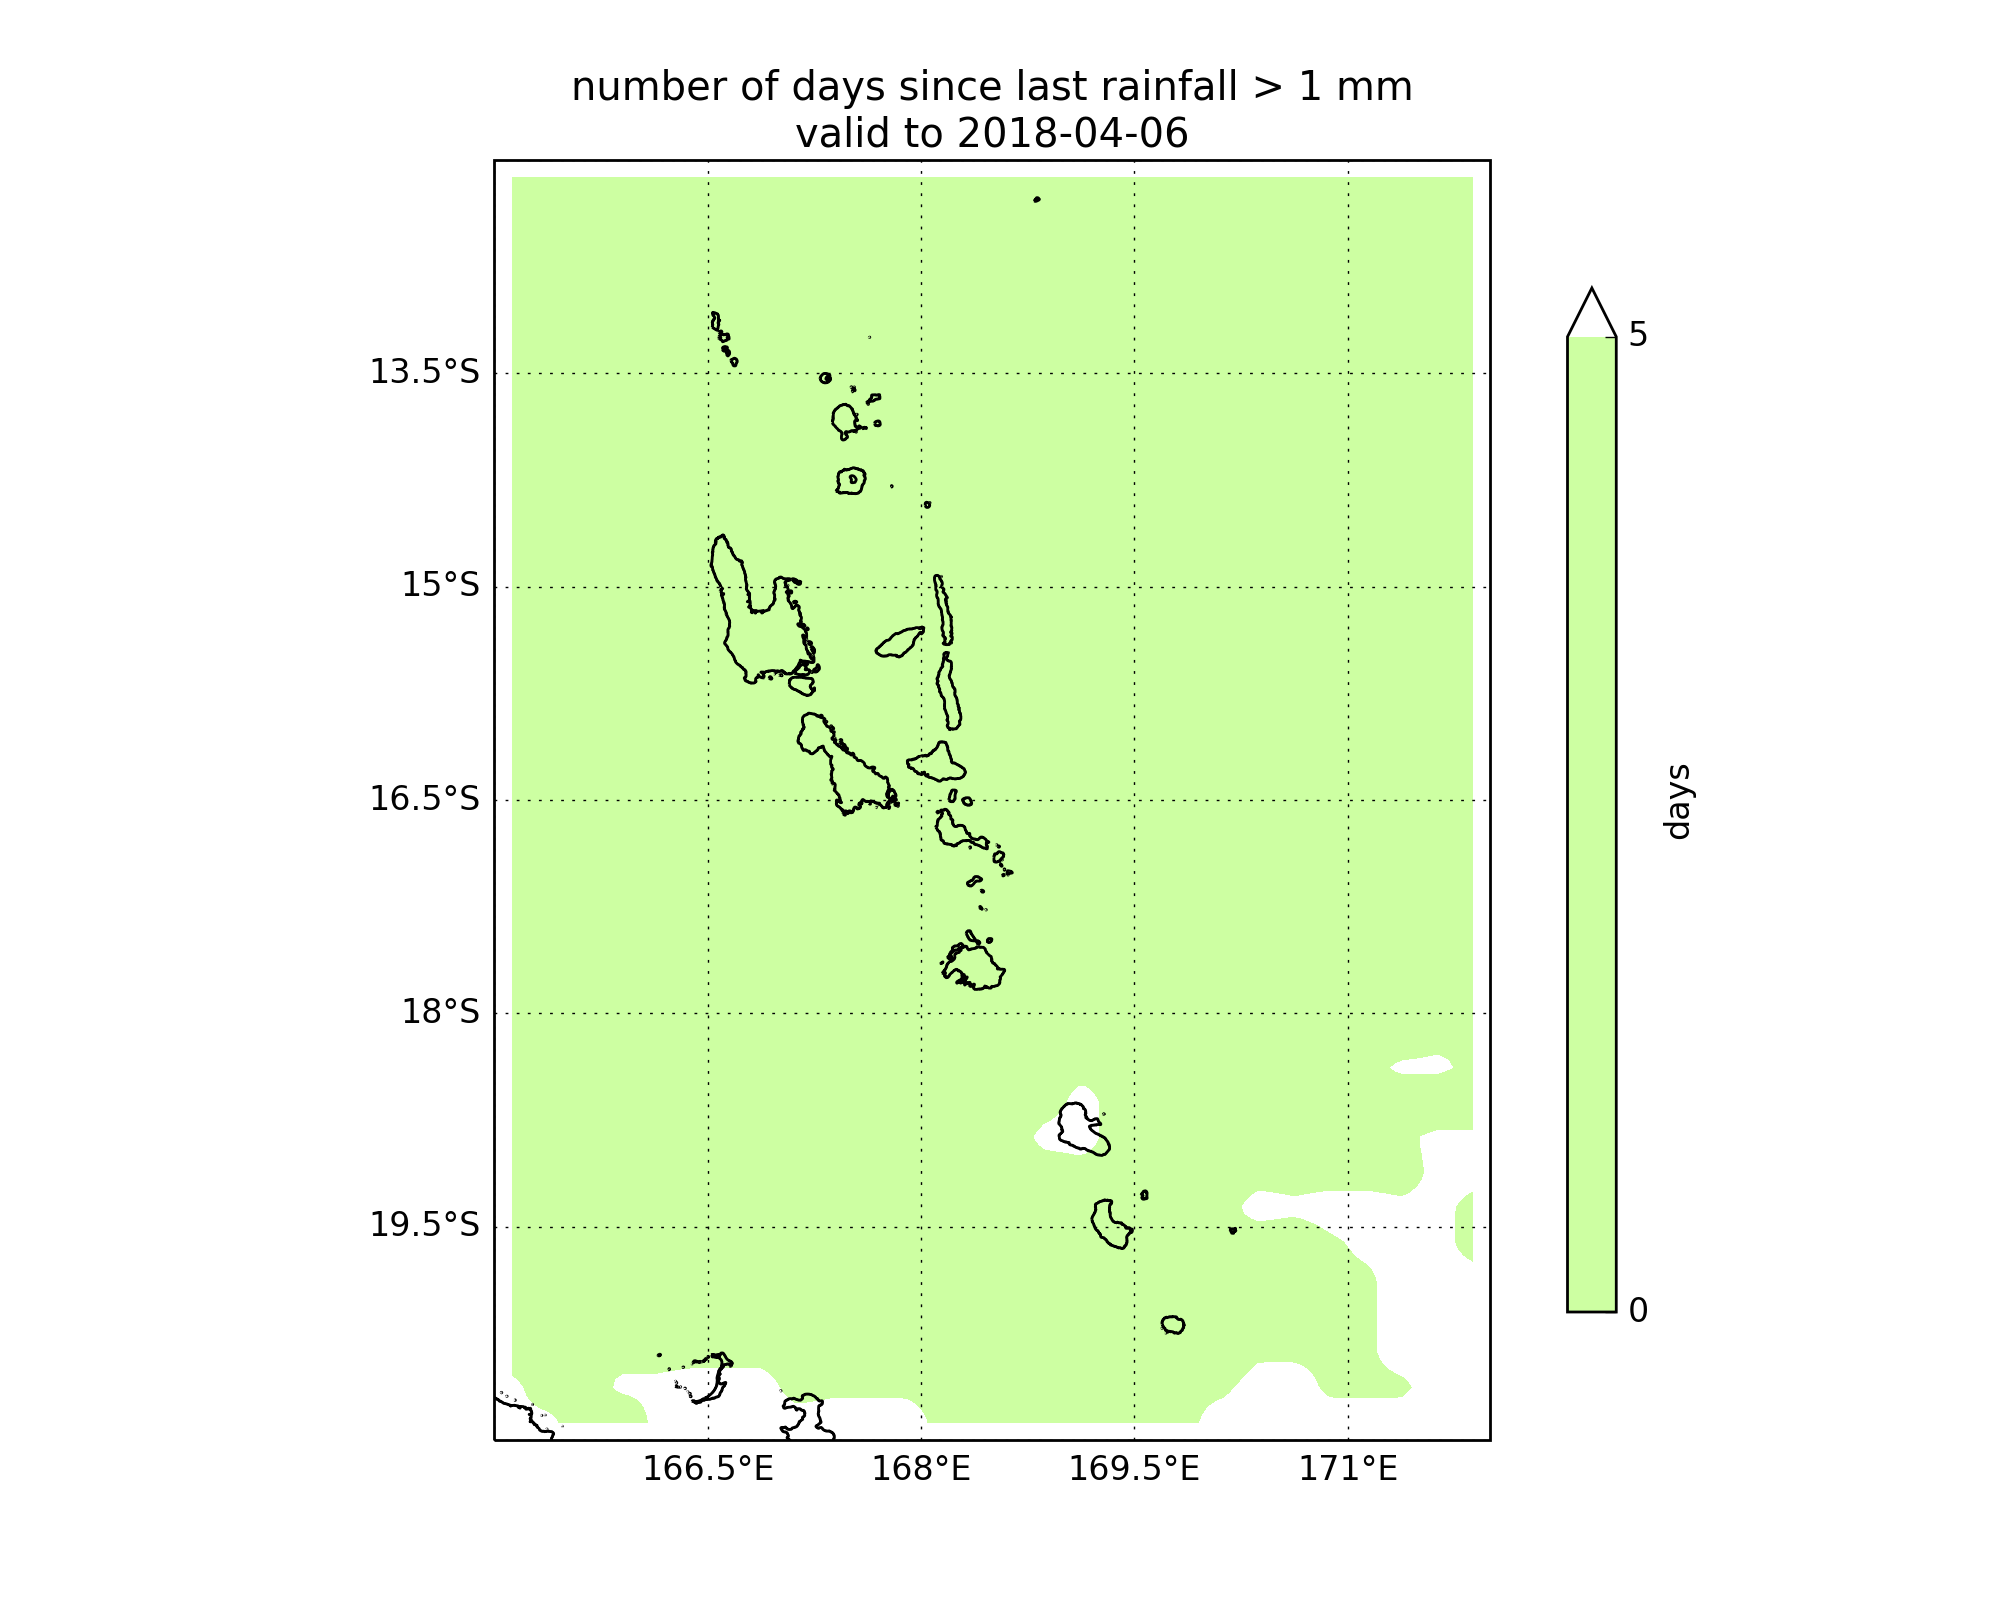 number of days since last rainfall > 1 mm
valid to 2018-04-06
13.5°S
15°S
16.5°S
18°S
19.5°S
166.5°E
168°E
169.5°E
171°E
5
0
days